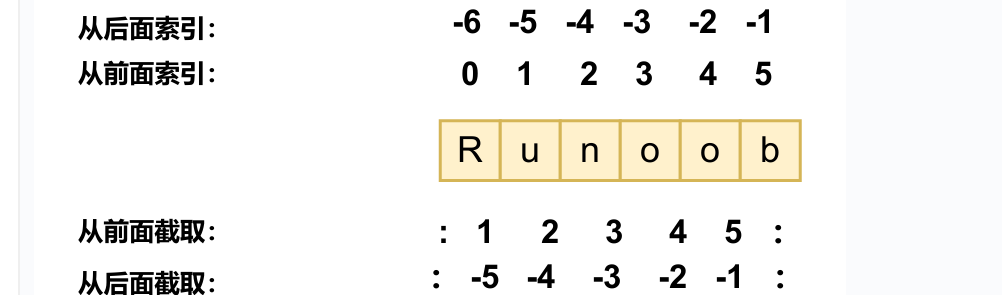 从后面索引： -6 -5 -4 -3 -2 -1
从前面索引： 0 1 2 3 4 5
R u n o o b
从前面截取： : 1 2 3 4 5 :
从后面截取： : -5 -4 -3 -2 -1 :